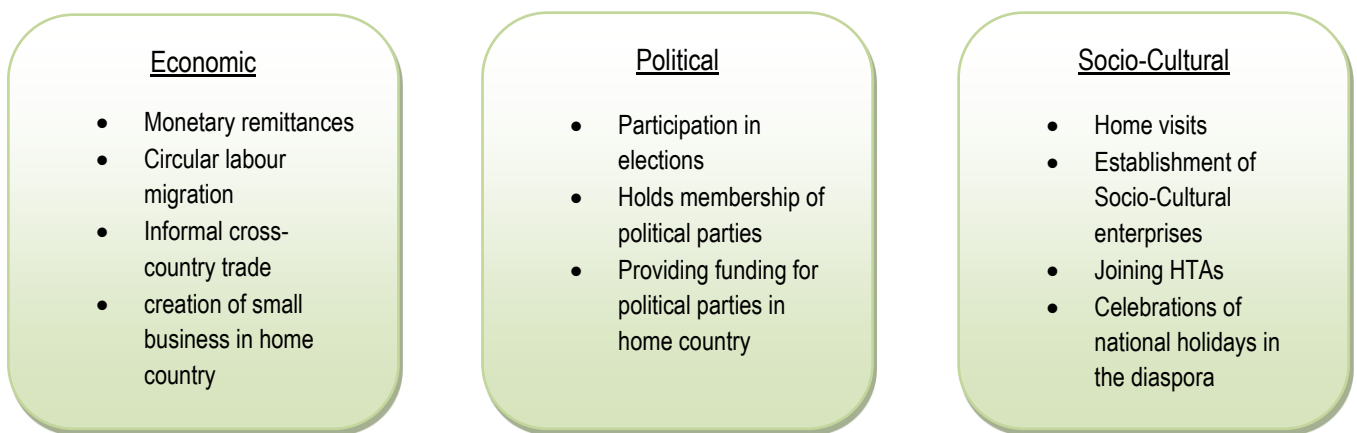 Economic
• Monetary remittances
• Circular labour
migration
• Informal cross-
country trade
• creation of small
business in home
country
Political
• Participation in
elections
• Holds membership of
political parties
• Providing funding for
political parties in
home country
Socio-Cultural
• Home visits
• Establishment of
Socio-Cultural
enterprises
• Joining HTAs
• Celebrations of
national holidays in
the diaspora